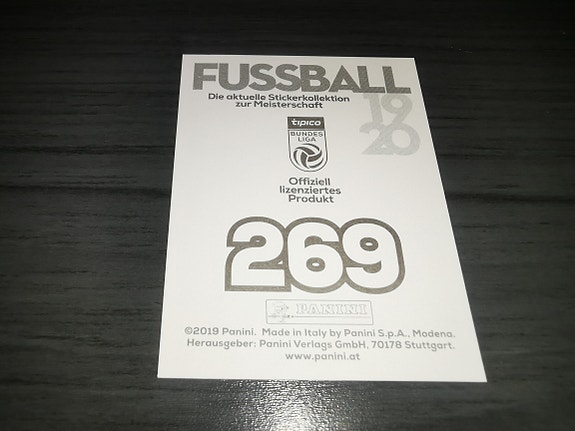 FUSSBALL
Die aktuelle Stickerkollektion
zur Meisterschaft
19
20
tipico
BUNDES
LIGA
Offiziell
lizenziertes
Produkt
269
PANINI
©2019 Panini. Made in Italy by Panini S.p.A., Modena.
Herausgeber: Panini Verlags GmbH, 70178 Stuttgart.
www.panini.at